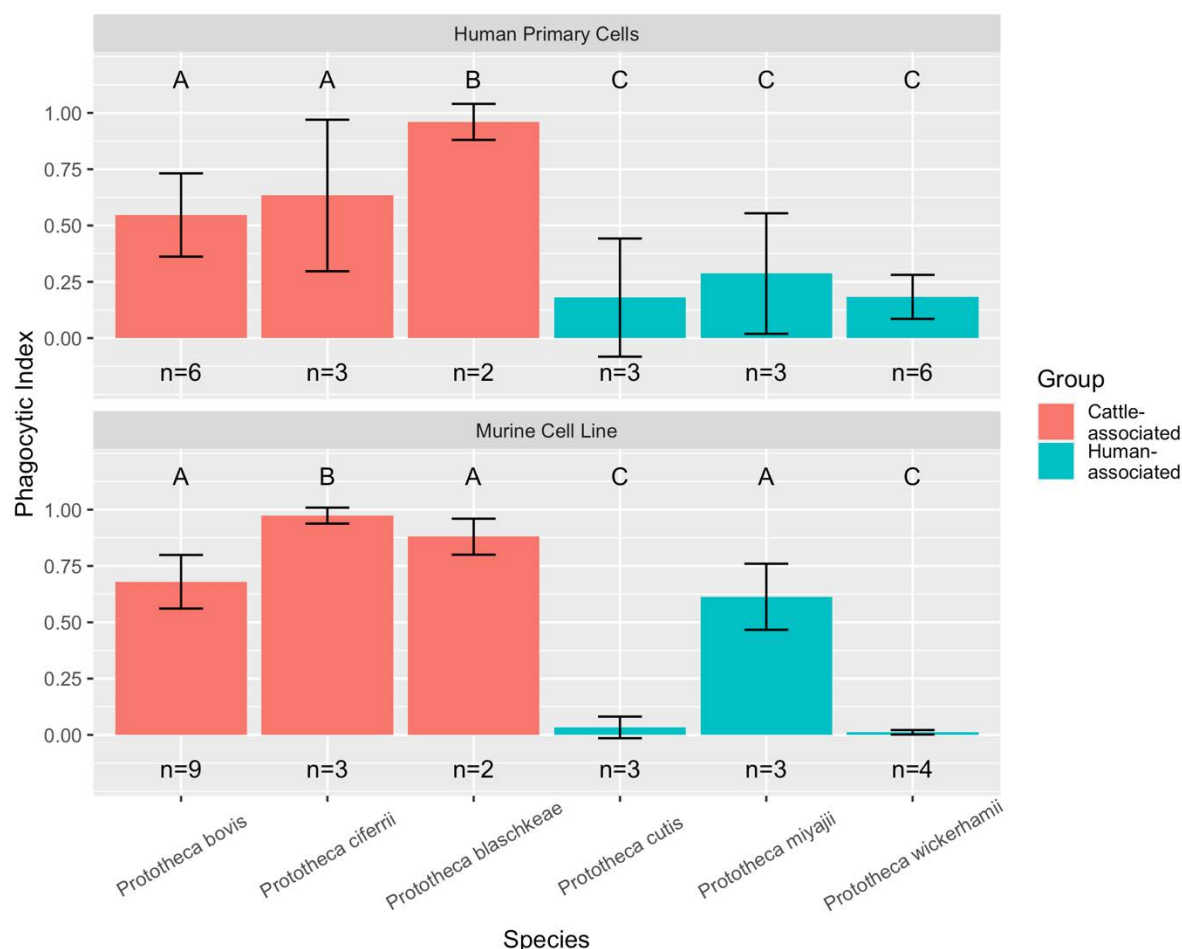 Human Primary Cells
A A B C C C
1.00
0.75
0.50
0.25
0.00
n=6 n=3 n=2 n=3 n=3 n=6
Phagocytic Index
Murine Cell Line
A B A C A C
1.00
0.75
0.50
0.25
0.00
n=9 n=3 n=2 n=3 n=3 n=4
Prototheca bovis
Prototheca ciferrii
Prototheca blaschkeae
Prototheca cutis
Prototheca miyajii
Prototheca wickerhamii
Species
Group
Cattle-
associated
Human-
associated